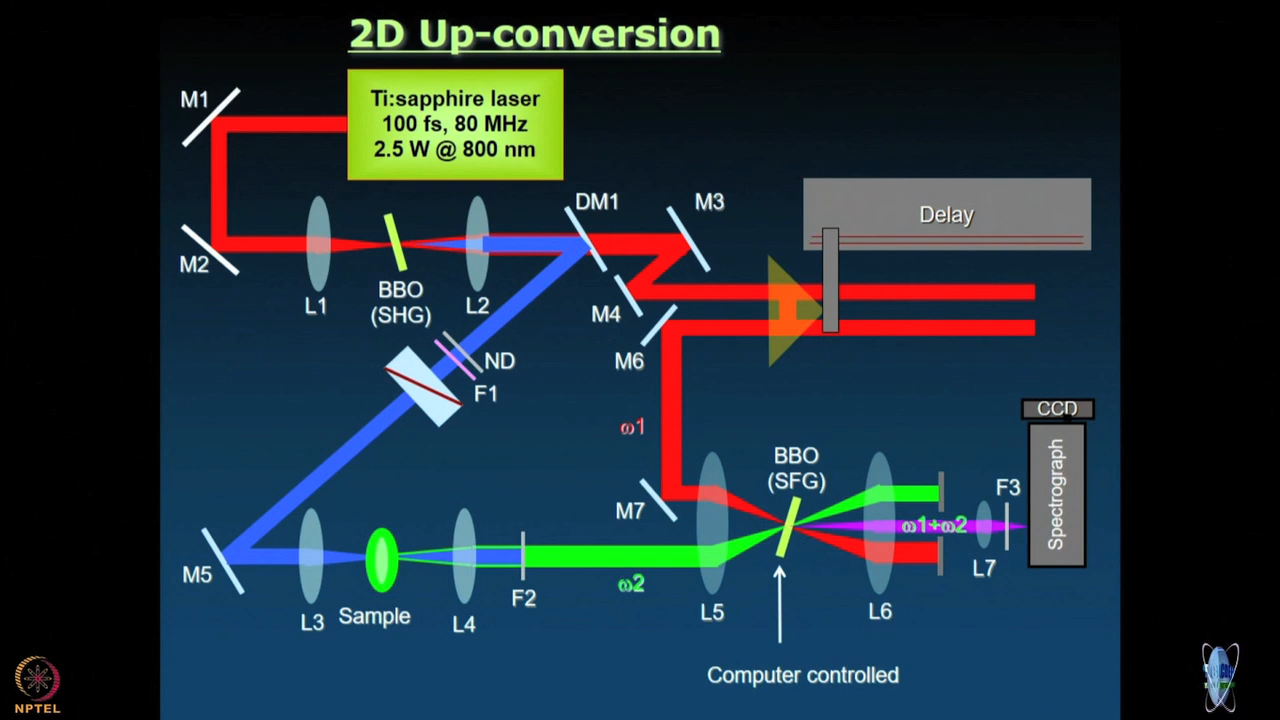 2D Up-conversion
Ti:sapphire laser
100 fs, 80 MHz
2.5 W @ 800 nm
M1
M2
L1
BBO
(SHG)
L2
DM1
M3
Delay
M4
M6
ND
F1
ω1
M7
BBO
(SFG)
CCD
Spectrograph
F3
ω1+ω2
L7
M5
L3
Sample
L4
F2
ω2
L5
L6
Computer controlled
NPTEL